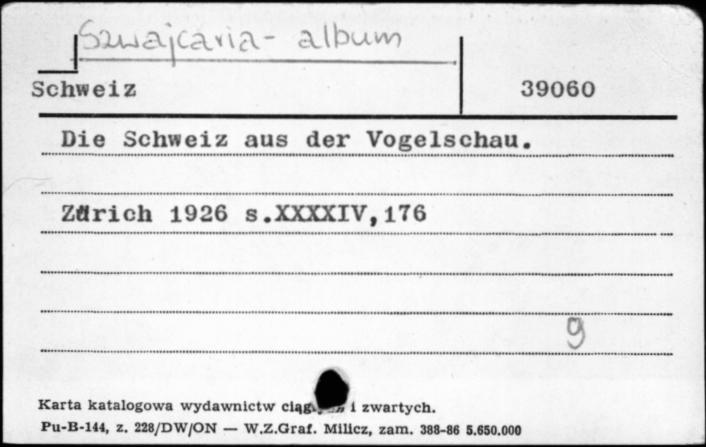 Szwajcaria - album
Schweiz 39060
Die Schweiz aus der Vogelschau.
Zürich 1926 s.XXXXIV,176
g
Karta katalogowa wydawnictw i zwartych.
Pu-B-144, z. 228/DW/ON — W.Z.Graf. Milicz, zam. 388-86 5.650.000